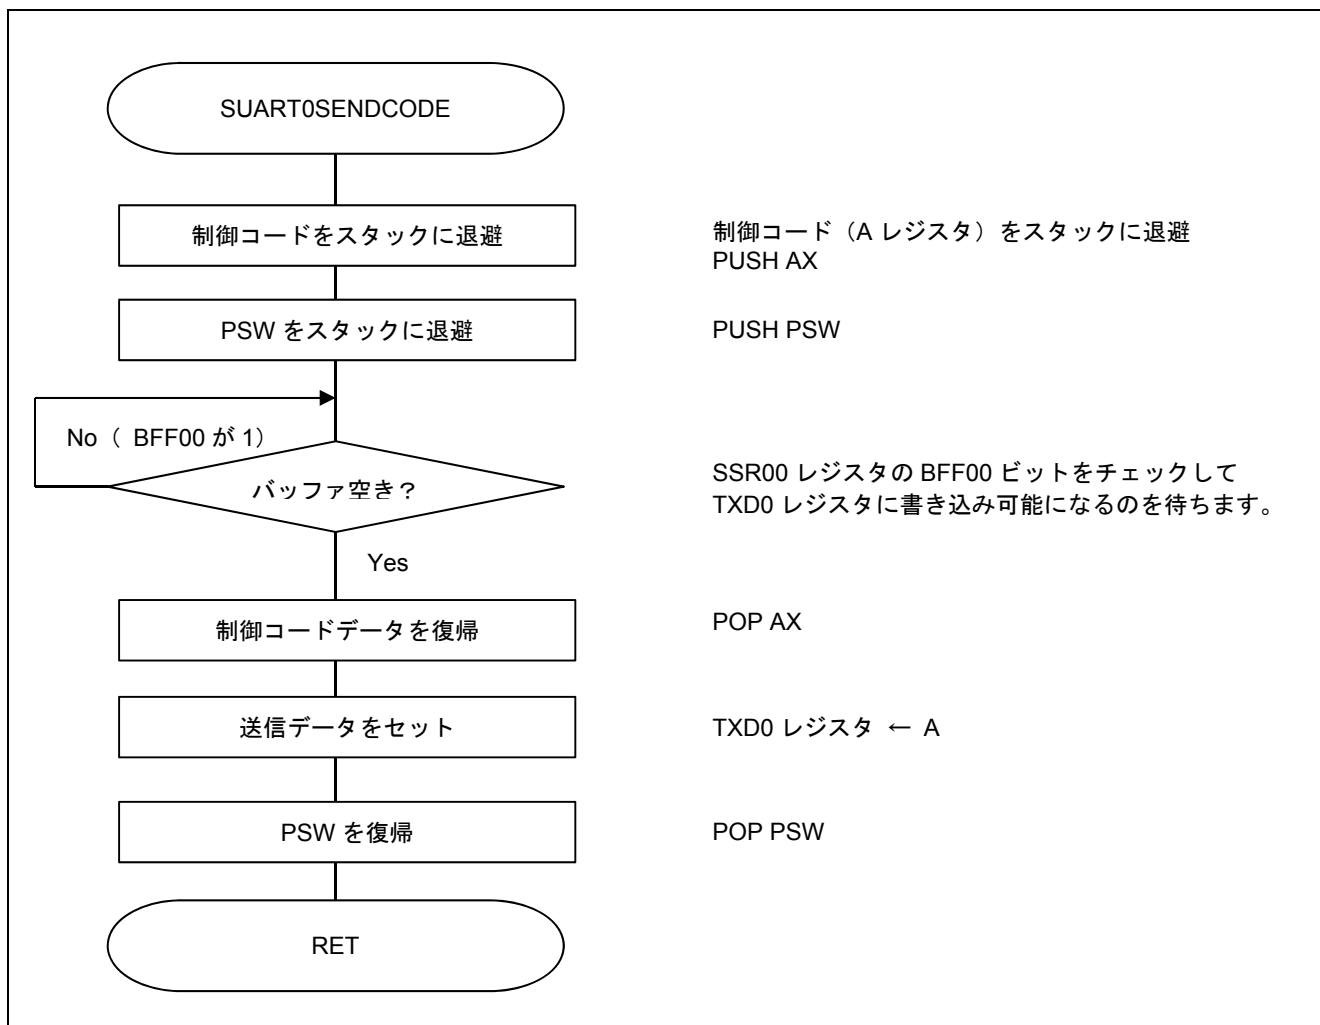 SUART0SENDCODE
制御コードをスタックに退避
制御コード（A レジスタ）をスタックに退避
PUSH AX
PSW をスタックに退避
PUSH PSW
No（ BFF00 が 1）
バッファ空き？
SSR00 レジスタの BFF00 ビットをチェックして
TXD0 レジスタに書き込み可能になるのを待ちます。
Yes
制御コードデータを復帰
POP AX
送信データをセット
TXD0 レジスタ ← A
PSW を復帰
POP PSW
RET